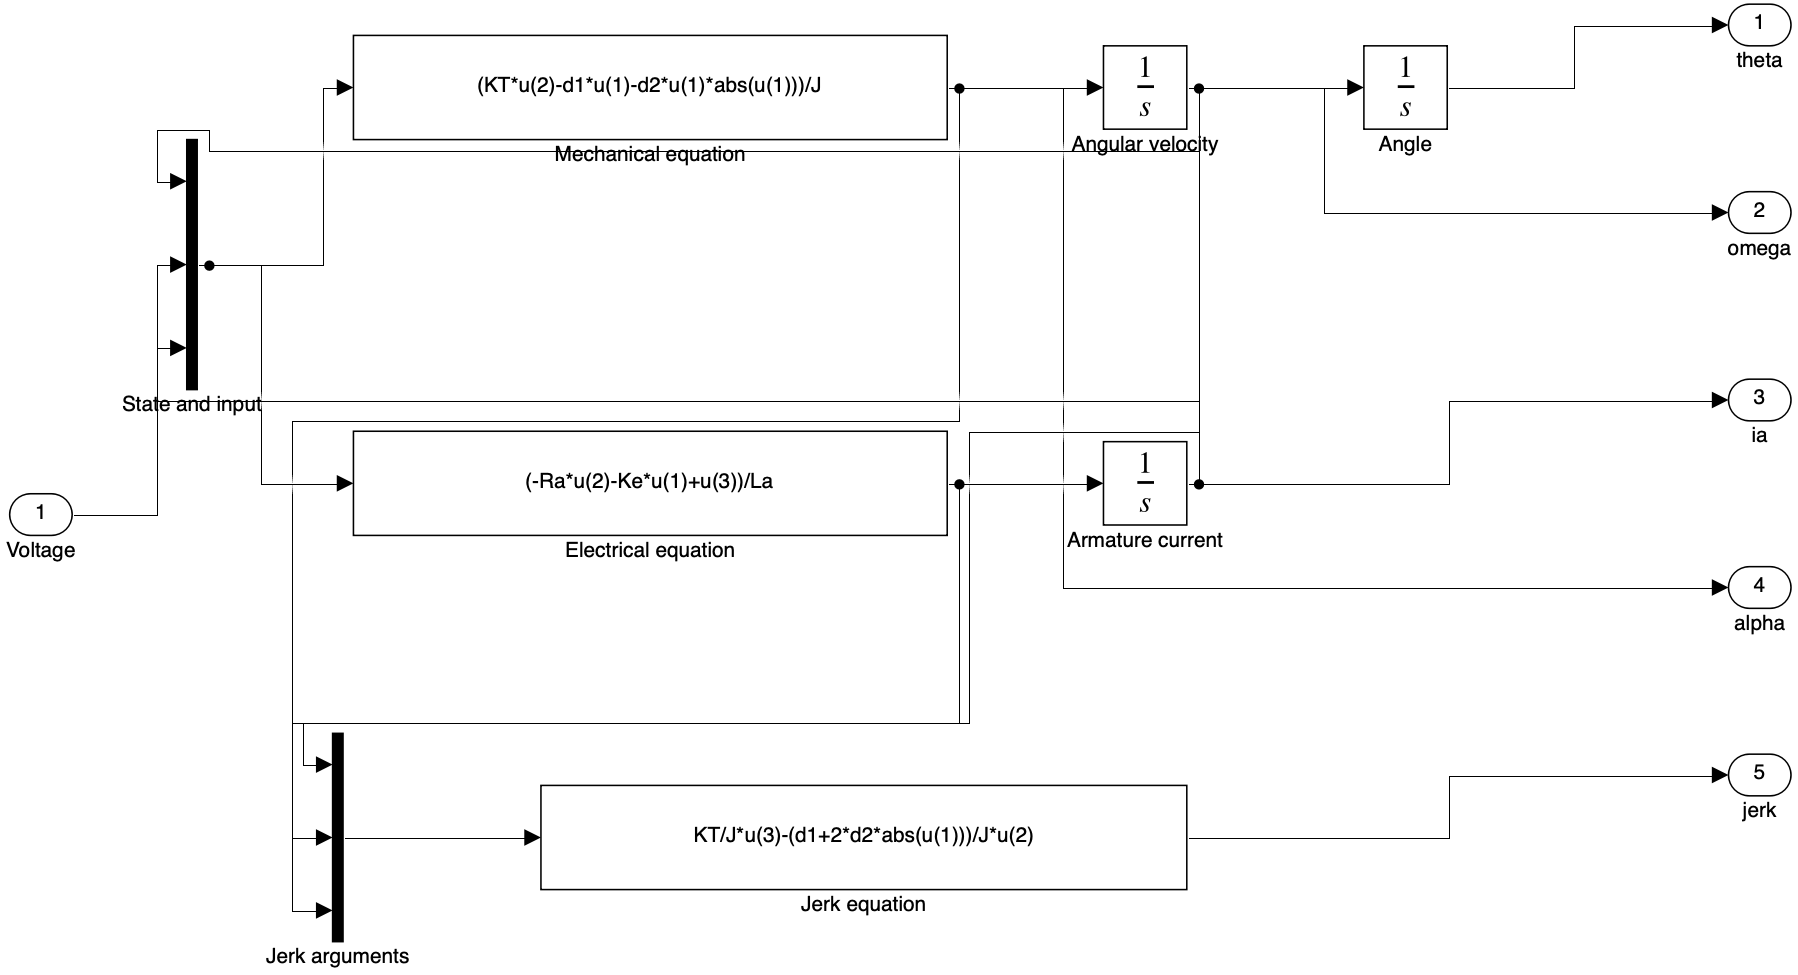 1
theta
(KT*u(2)-d1*u(1)-d2*u(1)*abs(u(1)))/J
Mechanical equation
1
s
Angular velocity
1
s
Angle
2
omega
State and input
3
ia
(-Ra*u(2)-Ke*u(1)+u(3))/La
Electrical equation
1
s
Armature current
1
Voltage
4
alpha
5
jerk
KT/J*u(3)-(d1+2*d2*abs(u(1)))/J*u(2)
Jerk equation
Jerk arguments